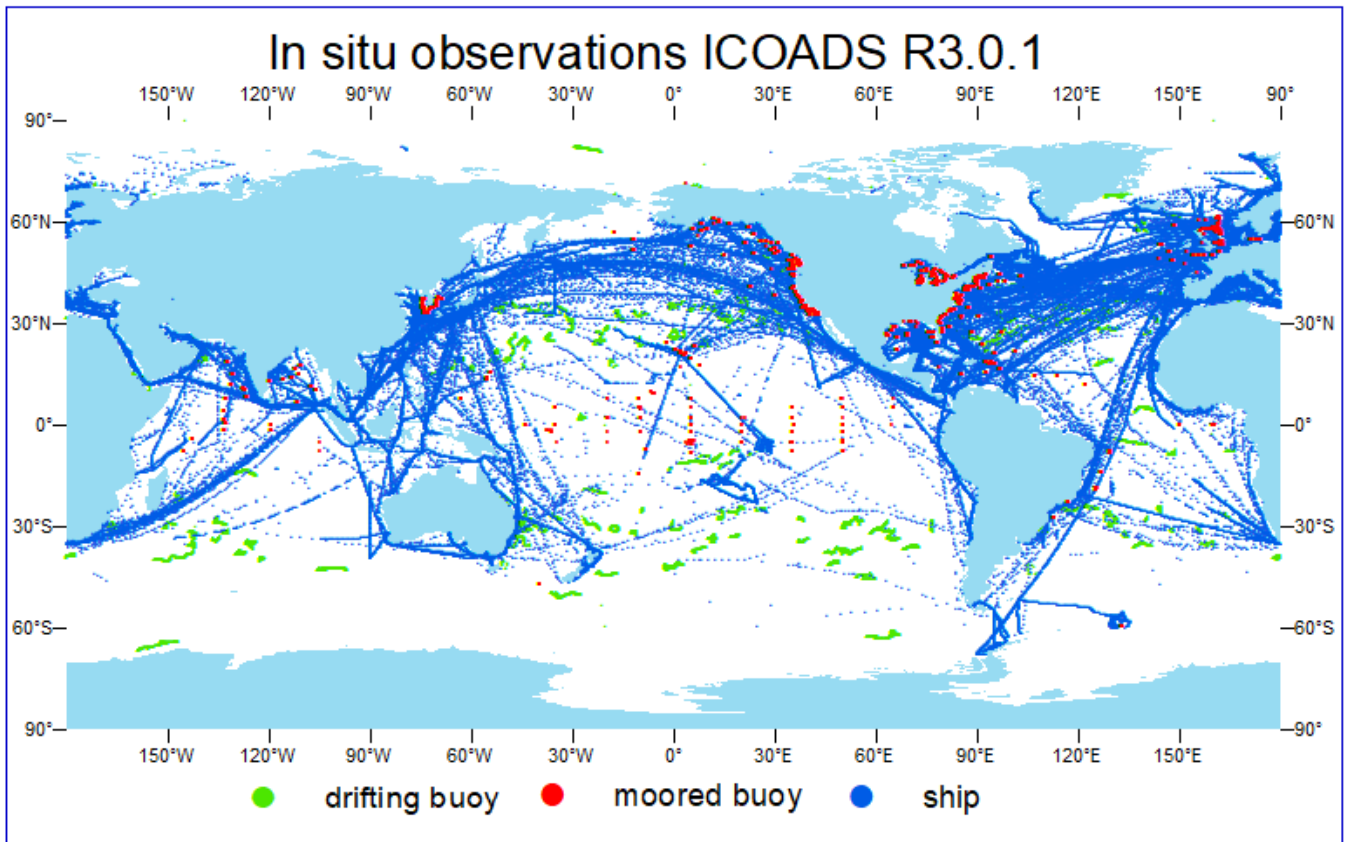 In situ observations ICOADS R3.0.1
150°W 120°W 90°W 60°W 30°W 0° 30°E 60°E 90°E 120°E 150°E 90°
90°
60°N 60°N
30°N 30°N
0° 0°
30°S 30°S
60°S 60°S
90° 90°
150°W 120°W 90°W 60°W 30°W 0° 30°E 60°E 90°E 120°E 150°E
drifting buoy moored buoy ship